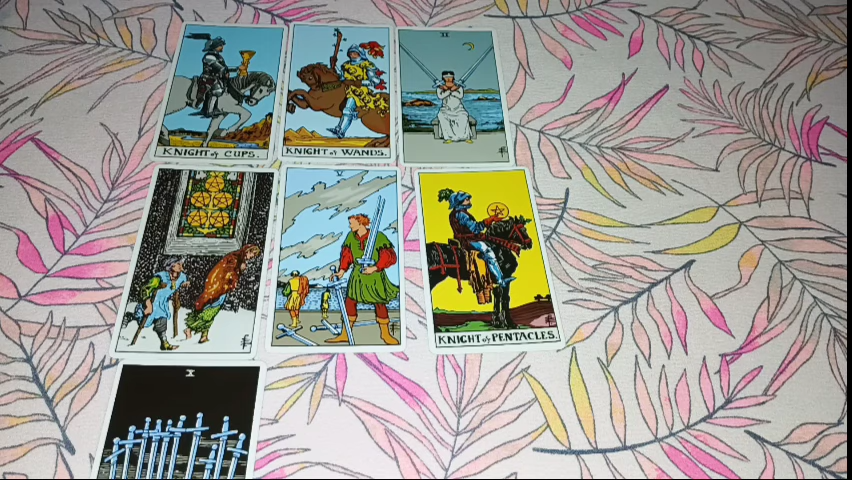 KNIGHT of CUPS.
KNIGHT of WANDS.
II
V
KNIGHT of PENTACLES.
X